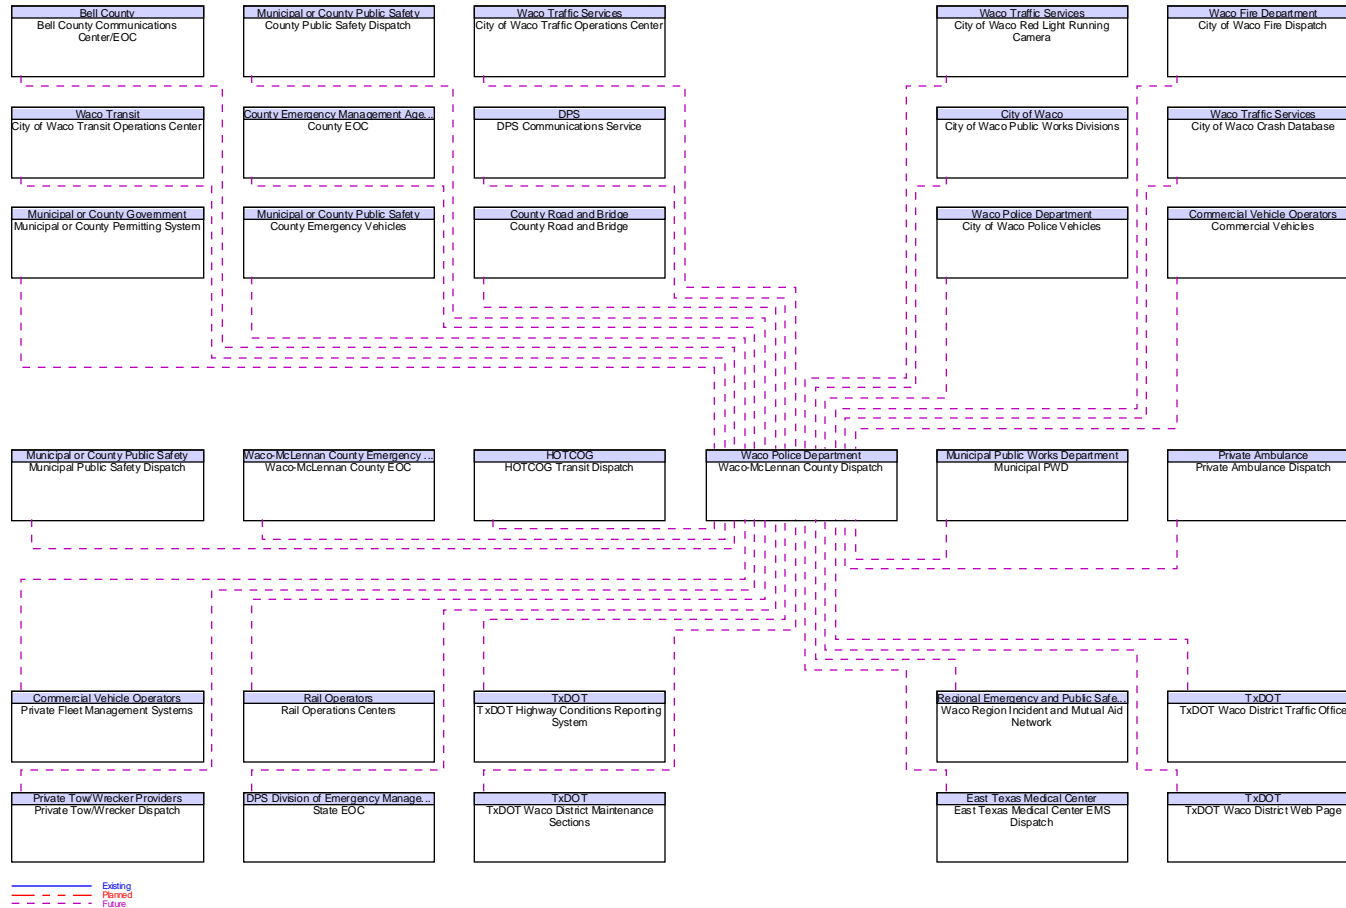 Bell County
Bell County Communications
Center/EOC
Municipal or County Public Safety
County Public Safety Dispatch
Waco Traffic Services
City of Waco Traffic Operations Center
Waco Traffic Services
City of Waco Red Light Running
Camera
Waco Fire Department
City of Waco Fire Dispatch
Waco Transit
City of Waco Transit Operations Center
County Emergency Management Age...
County EOC
DPS
DPS Communications Service
City of Waco
City of Waco Public Works Divisions
Waco Traffic Services
City of Waco Crash Database
Municipal or County Government
Municipal or County Permitting System
Municipal or County Public Safety
County Emergency Vehicles
County Road and Bridge
County Road and Bridge
Waco Police Department
City of Waco Police Vehicles
Commercial Vehicle Operators
Commercial Vehicles
Municipal or County Public Safety
Municipal Public Safety Dispatch
Waco-McLennan County Emergency ...
Waco-McLennan County EOC
HOTCOG
HOTCOG Transit Dispatch
Waco Police Department
Waco-McLennan County Dispatch
Municipal Public Works Department
Municipal PWD
Private Ambulance
Private Ambulance Dispatch
Commercial Vehicle Operators
Private Fleet Management Systems
Rail Operators
Rail Operations Centers
TxDOT
TxDOT Highway Conditions Reporting
System
Regional Emergency and Public Safe...
Waco Region Incident and Mutual Aid
Network
TxDOT
TxDOT Waco District Traffic Office
Private Tow/Wrecker Providers
Private Tow/Wrecker Dispatch
DPS Division of Emergency Manage...
State EOC
TxDOT
TxDOT Waco District Maintenance
Sections
East Texas Medical Center
East Texas Medical Center EMS
Dispatch
TxDOT
TxDOT Waco District Web Page
Existing
Planned
Future